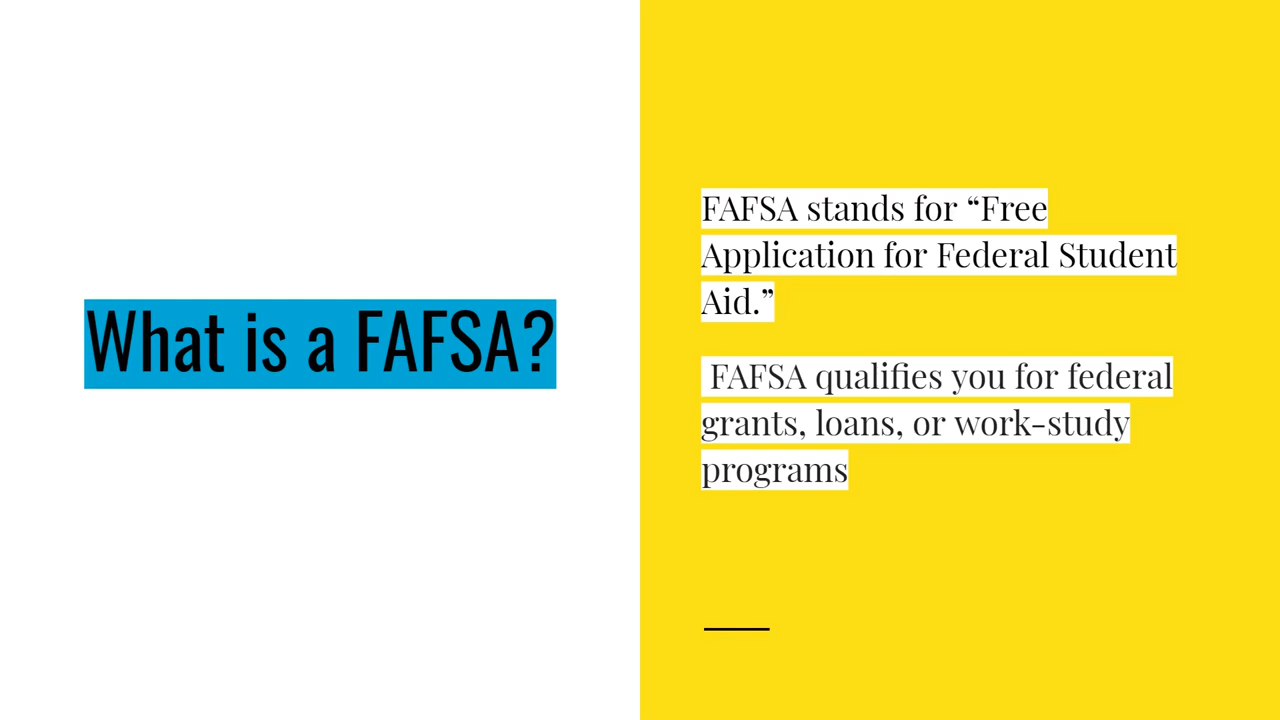 What is a FAFSA?
FAFSA stands for “Free
Application for Federal Student
Aid.”
FAFSA qualifies you for federal
grants, loans, or work-study
programs